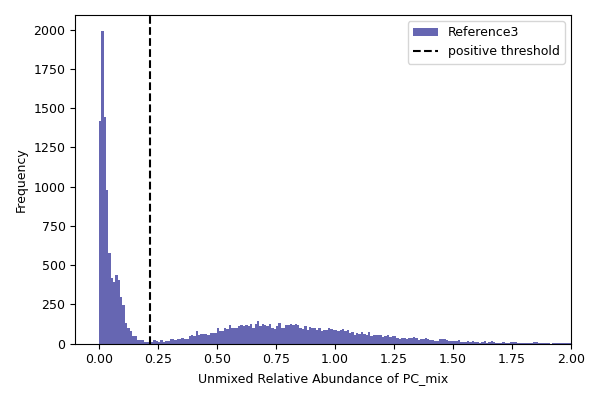 Reference3
positive threshold
2000
1750
1500
1250
1000
750
500
250
0
Frequency
0.00 0.25 0.50 0.75 1.00 1.25 1.50 1.75 2.00
Unmixed Relative Abundance of PC_mix